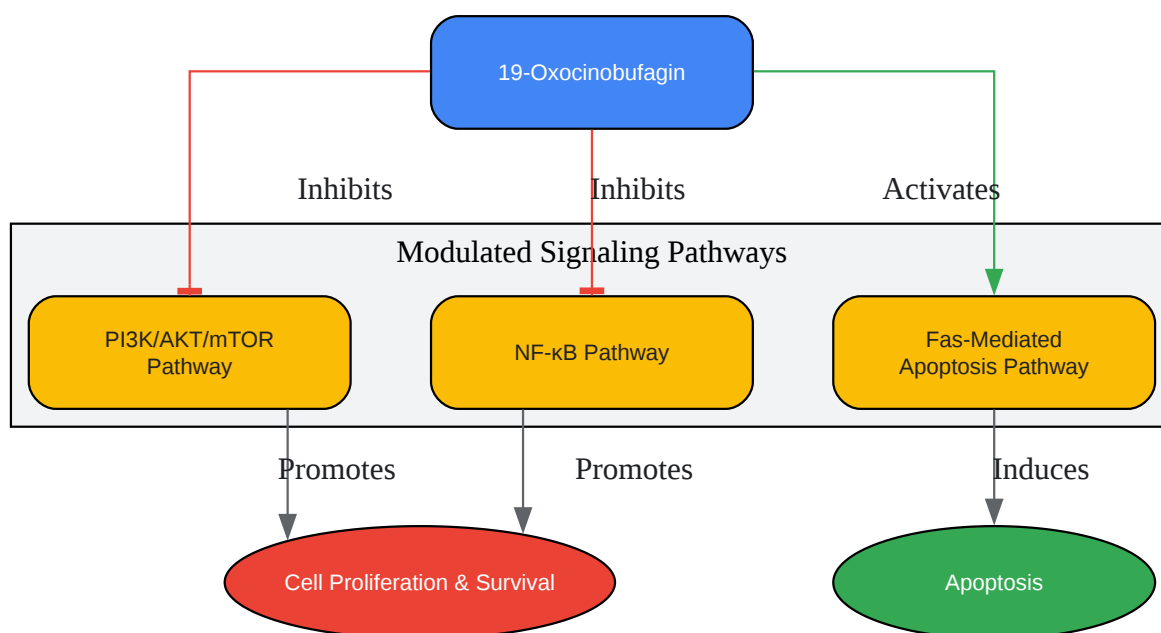 19-Oxocinobufagin
Inhibits
Inhibits
Activates
Modulated Signaling Pathways
PI3K/AKT/mTOR
Pathway
NF-κB Pathway
Fas-Mediated
Apoptosis Pathway
Promotes
Promotes
Induces
Cell Proliferation & Survival
Apoptosis